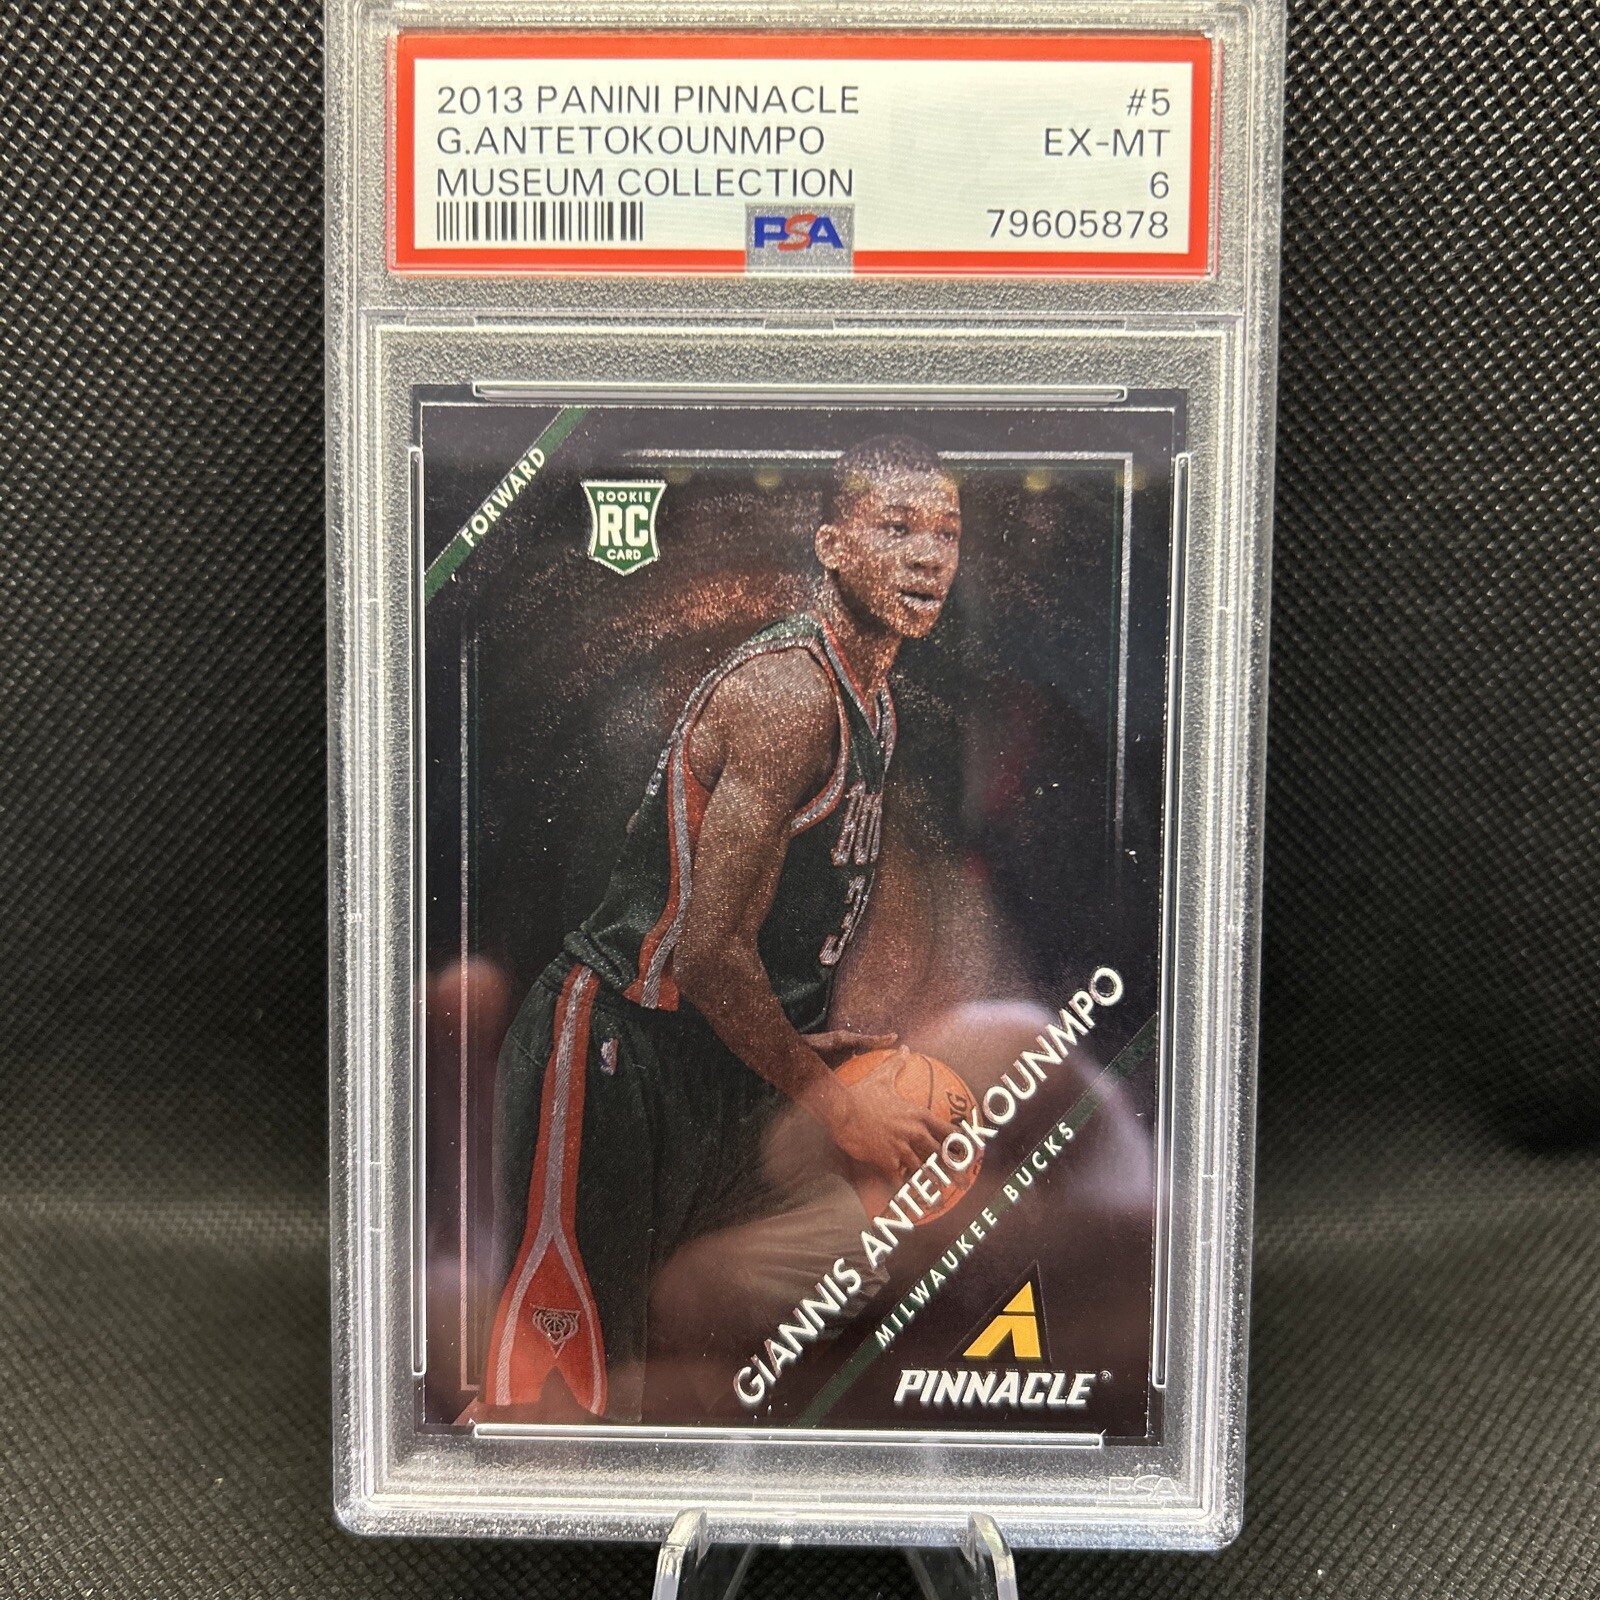 2013 PANINI PINNACLE #5
G.ANTETOKOUNMPO EX-MT
MUSEUM COLLECTION 6
PSA 79605878
FORWARD
ROOKIE
RC
CARD
GIANNIS ANTETOKOUNMPO
MILWAUKEE BUCKS
PINNACLE®
PSA